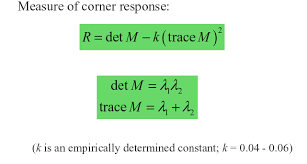 Measure of corner response:
R = det M − k (trace M)²
det M = λ₁λ₂
trace M = λ₁ + λ₂
(k is an empirically determined constant; k = 0.04 - 0.06)